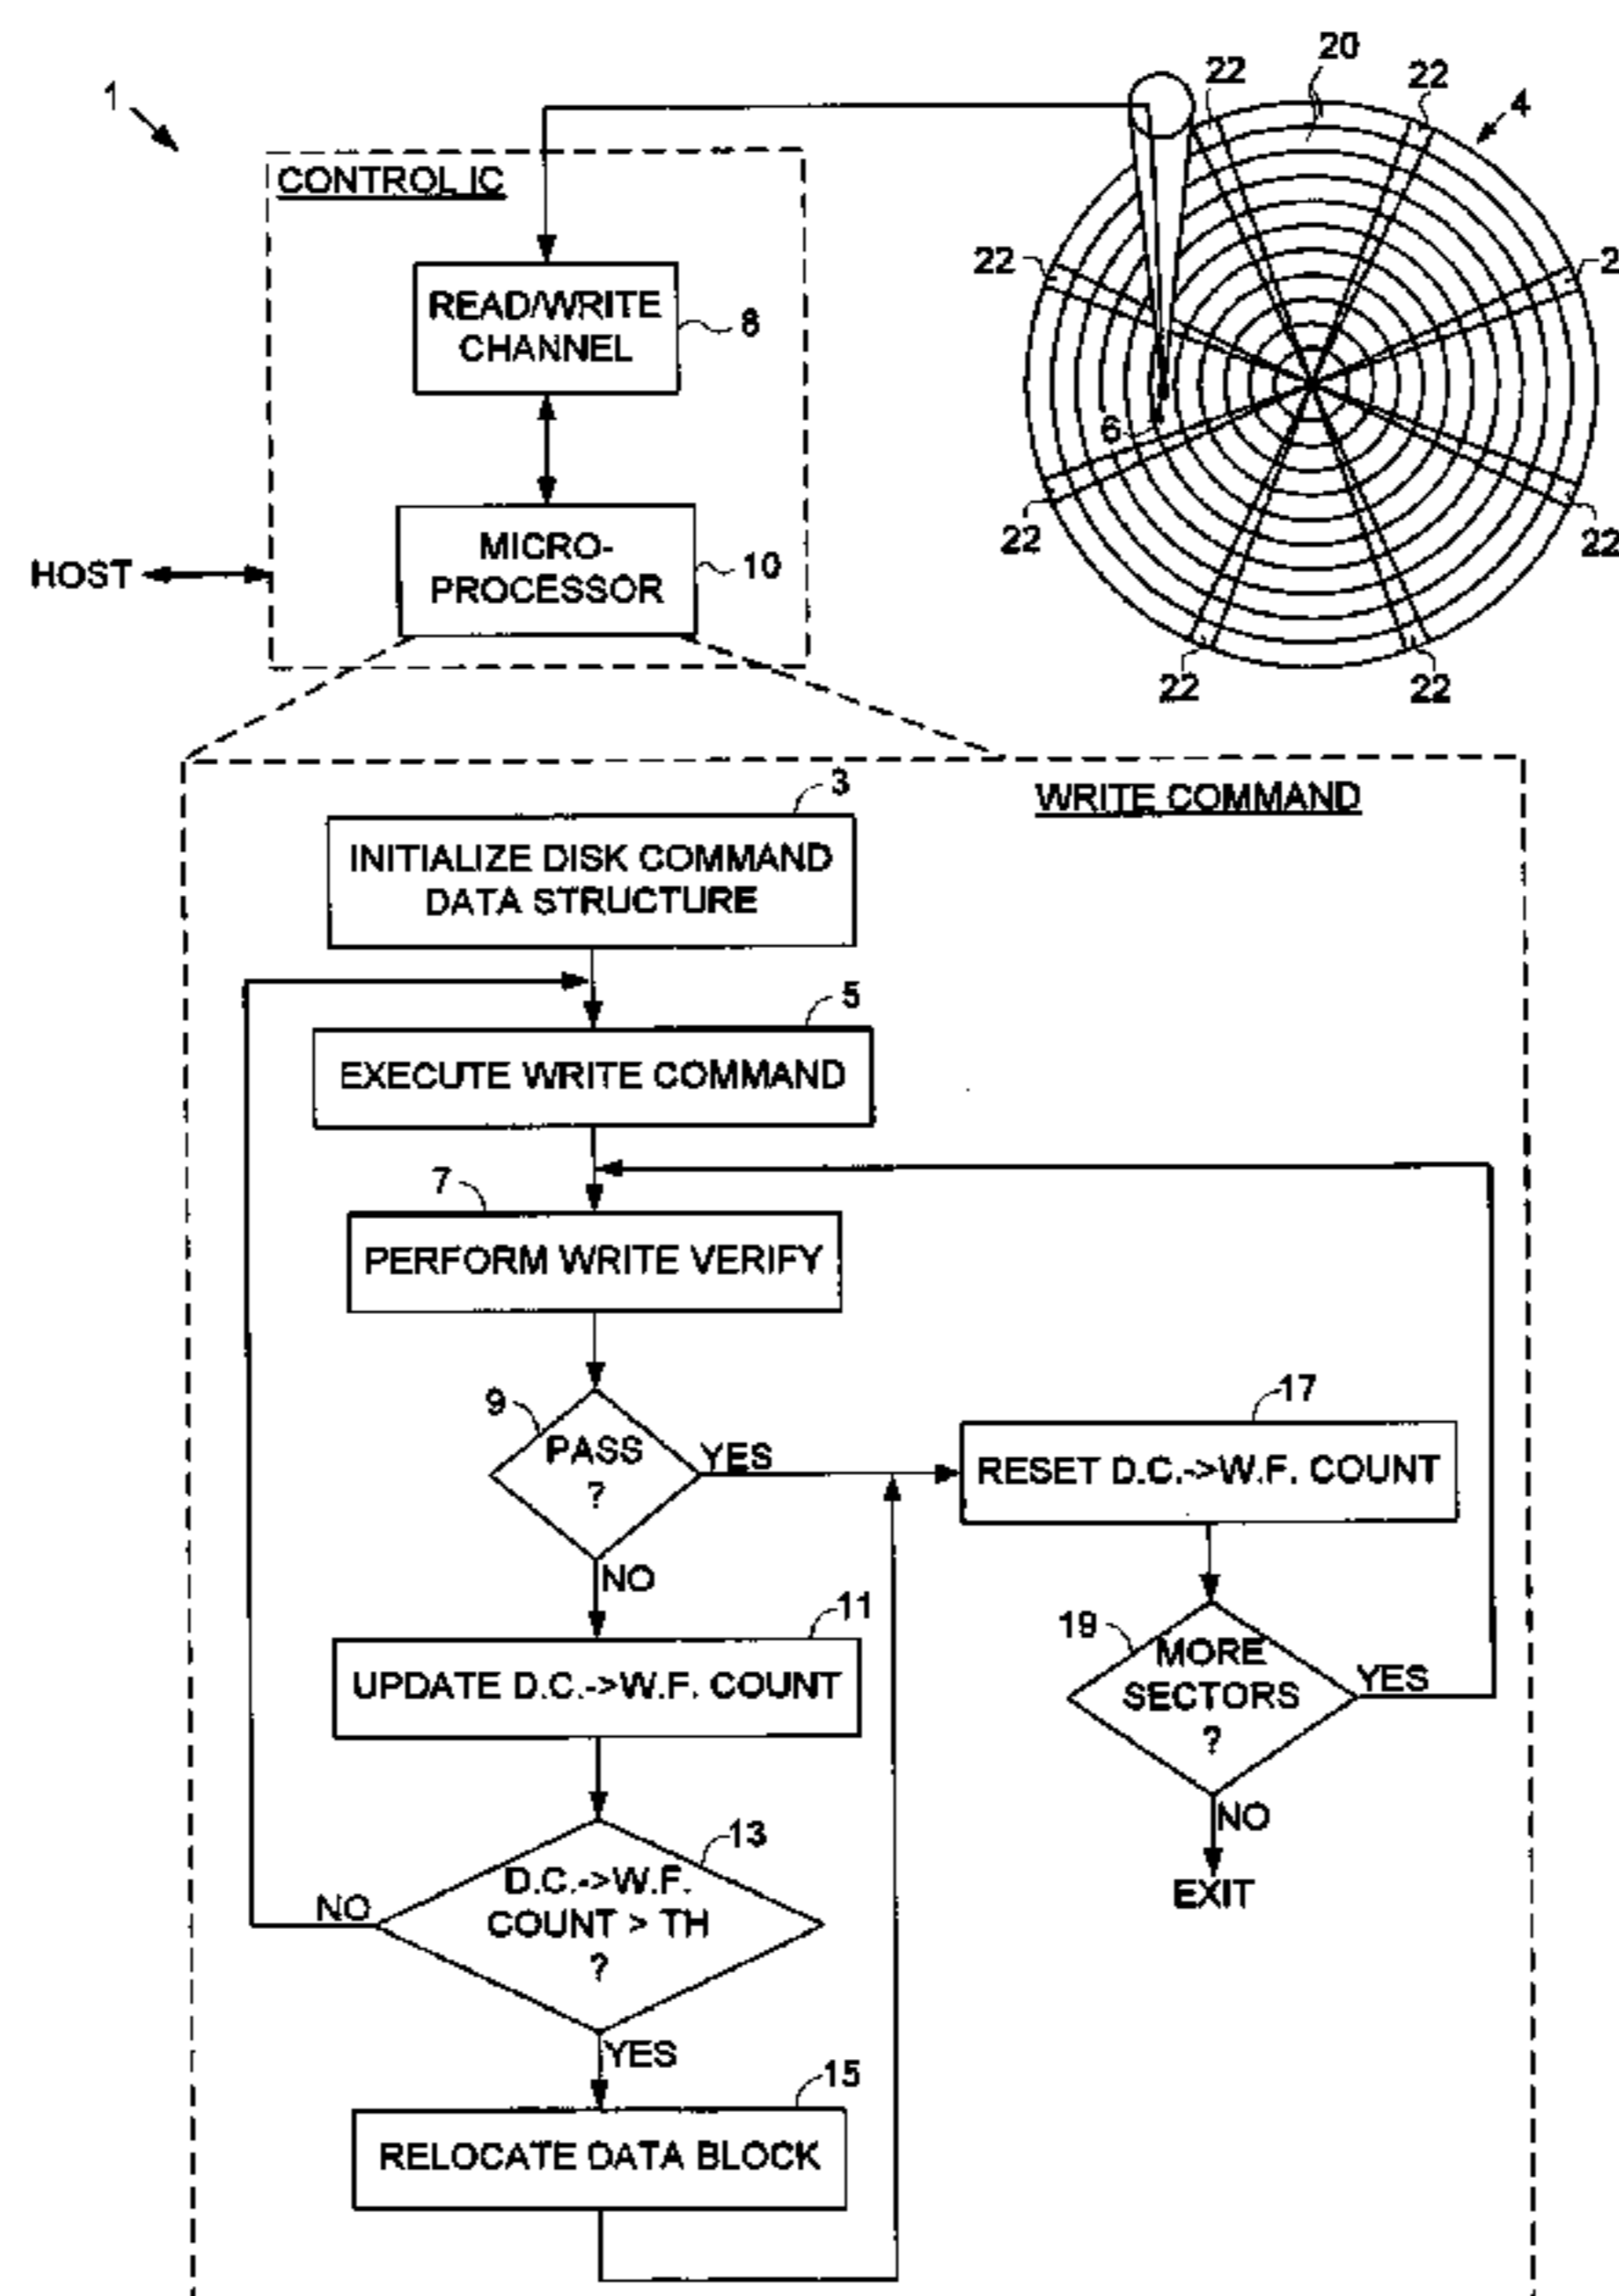 1
20
22
22
4
CONTROL IC
22
2
READ/WRITE
CHANNEL
8
6
22
22
HOST
MICRO-
PROCESSOR
10
22
22
WRITE COMMAND
3
INITIALIZE DISK COMMAND
DATA STRUCTURE
5
EXECUTE WRITE COMMAND
7
PERFORM WRITE VERIFY
9
PASS
?
YES
17
RESET D.C.->W.F. COUNT
NO
11
UPDATE D.C.->W.F. COUNT
19
MORE
SECTORS
?
YES
NO
EXIT
13
D.C.->W.F.
COUNT > TH
?
NO
YES
15
RELOCATE DATA BLOCK